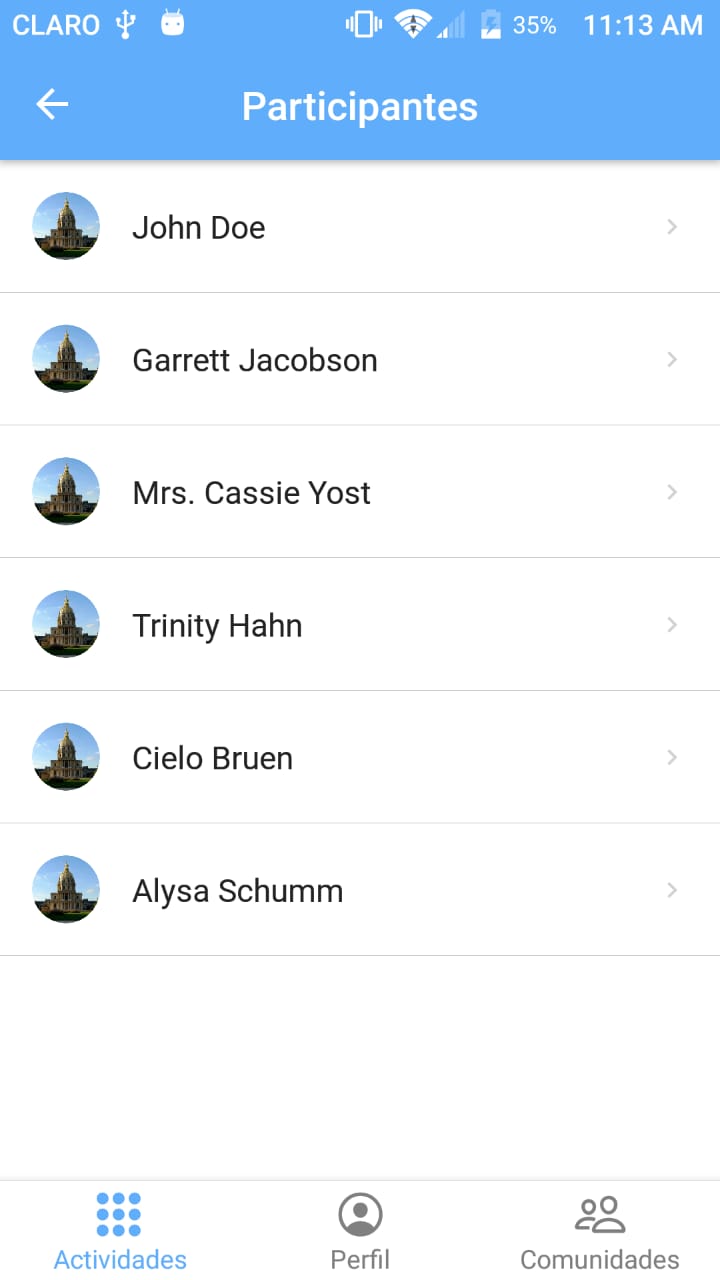 CLARO 35% 11:13 AM
Participantes
John Doe
Garrett Jacobson
Mrs. Cassie Yost
Trinity Hahn
Cielo Bruen
Alysa Schumm
Actividades Perfil Comunidades